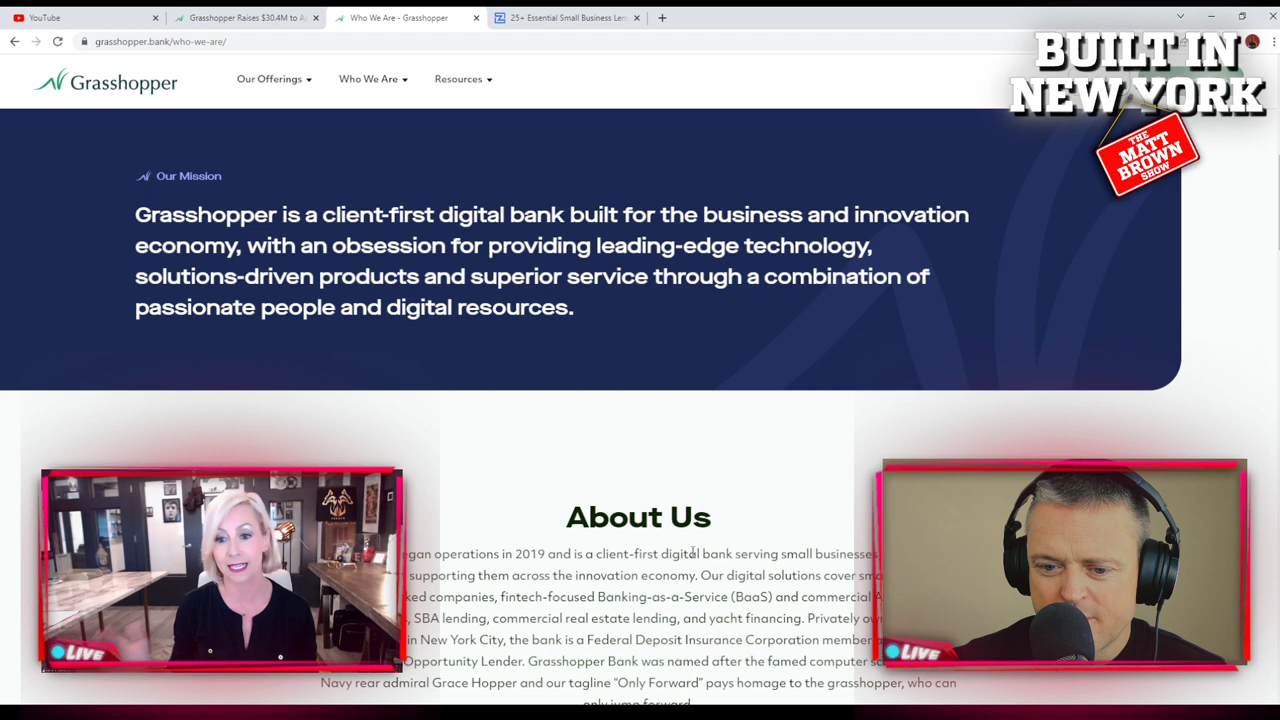 YouTube
Grasshopper Raises $30.4M to A
Who We Are - Grasshopper
25+ Essential Small Business Len
grasshopper.bank/who-we-are/
Grasshopper
Our Offerings
Who We Are
Resources
BUILT IN
NEW YORK
THE
MATT
BROWN
SHOW
Our Mission
Grasshopper is a client-first digital bank built for the business and innovation
economy, with an obsession for providing leading-edge technology,
solutions-driven products and superior service through a combination of
passionate people and digital resources.
About Us
operations in 2019 and is a client-first digital bank serving small businesses
supporting them across the innovation economy. Our digital solutions cover
companies, fintech-focused Banking-as-a-Service (BaaS) and commercial
SBA lending, commercial real estate lending, and yacht financing. Privately
in New York City, the bank is a Federal Deposit Insurance Corporation member
Opportunity Lender. Grasshopper Bank was named after the famed computer
Navy rear admiral Grace Hopper and our tagline “Only Forward” pays homage to the grasshopper, who can
only jump forward.
LIVE
LIVE